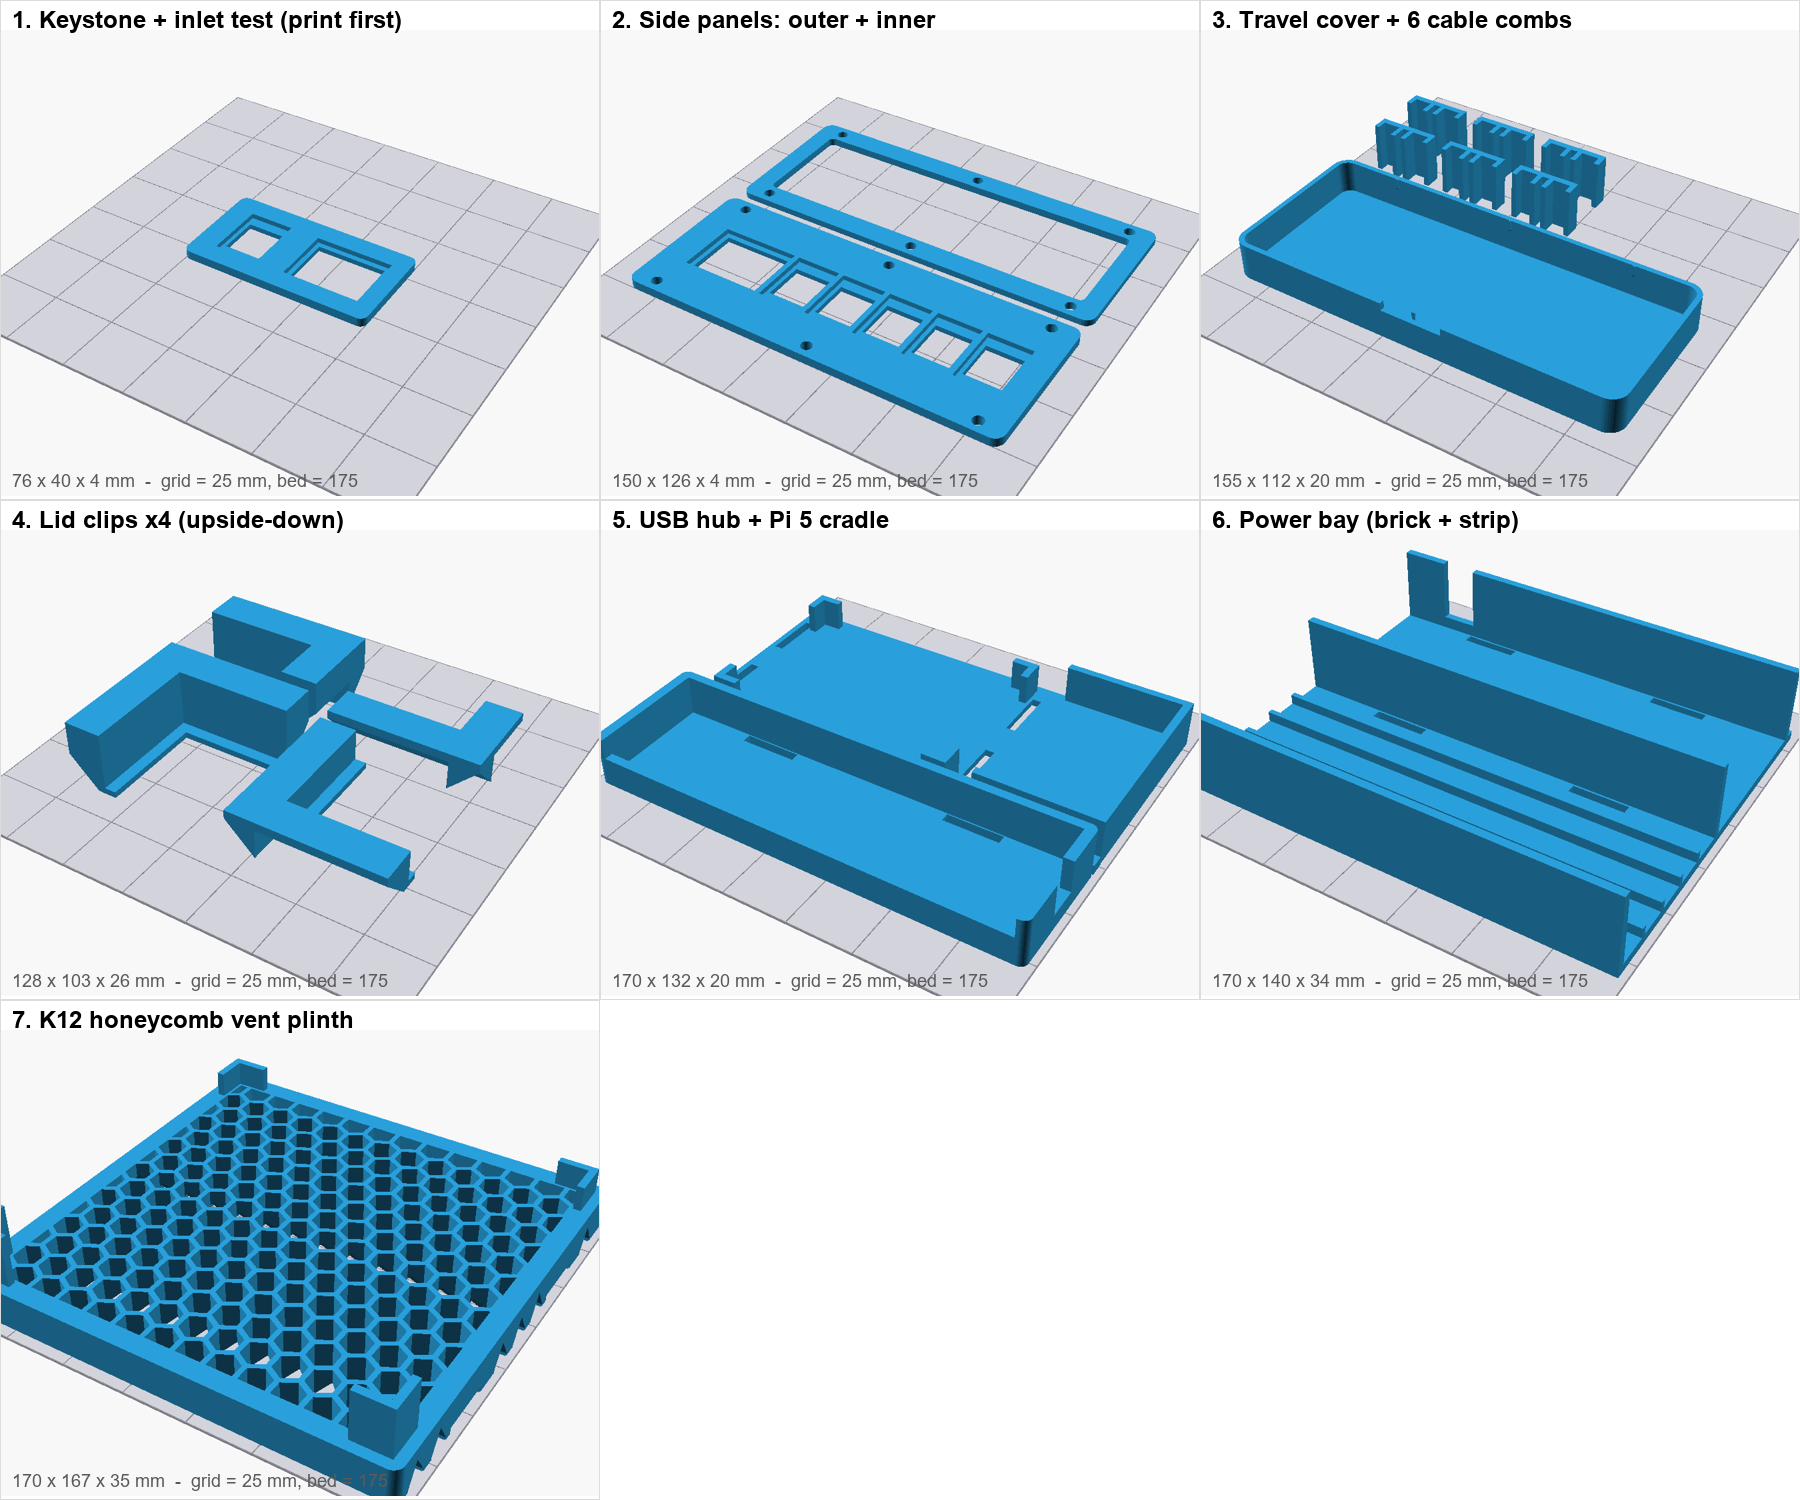 1. Keystone + inlet test (print first)
2. Side panels: outer + inner
3. Travel cover + 6 cable combs
76 x 40 x 4 mm - grid = 25 mm, bed = 175
150 x 126 x 4 mm - grid = 25 mm, bed = 175
155 x 112 x 20 mm - grid = 25 mm, bed = 175
4. Lid clips x4 (upside-down)
5. USB hub + Pi 5 cradle
6. Power bay (brick + strip)
128 x 103 x 26 mm - grid = 25 mm, bed = 175
170 x 132 x 20 mm - grid = 25 mm, bed = 175
170 x 140 x 34 mm - grid = 25 mm, bed = 175
7. K12 honeycomb vent plinth
170 x 167 x 35 mm - grid = 25 mm, bed = 175